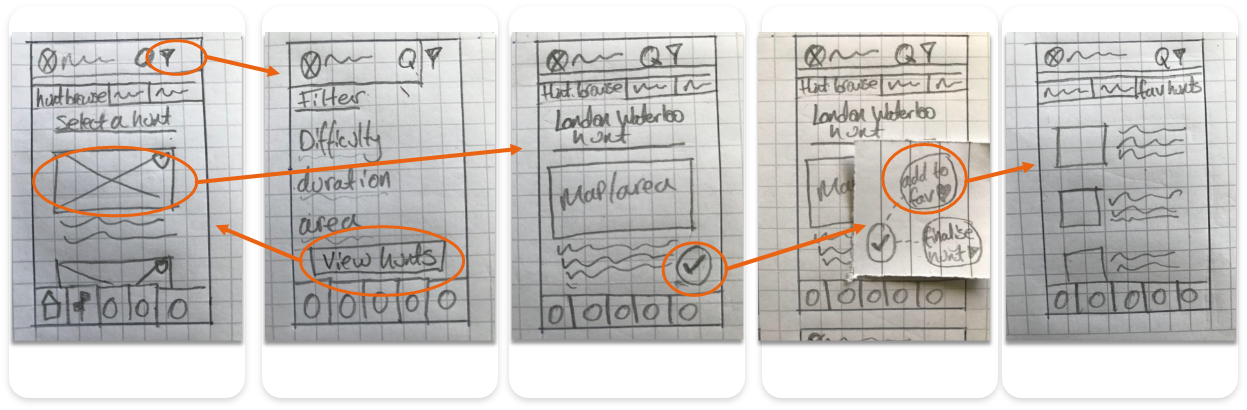 hunt browse
Select a hunt
Filter
Difficulty
duration
area
View hunts
Hunt browse
London Waterloo
hunt
Map/area
Hunt browse
London Waterloo
hunt
Ma
add to
fav
finalise
hunt
fav hunts